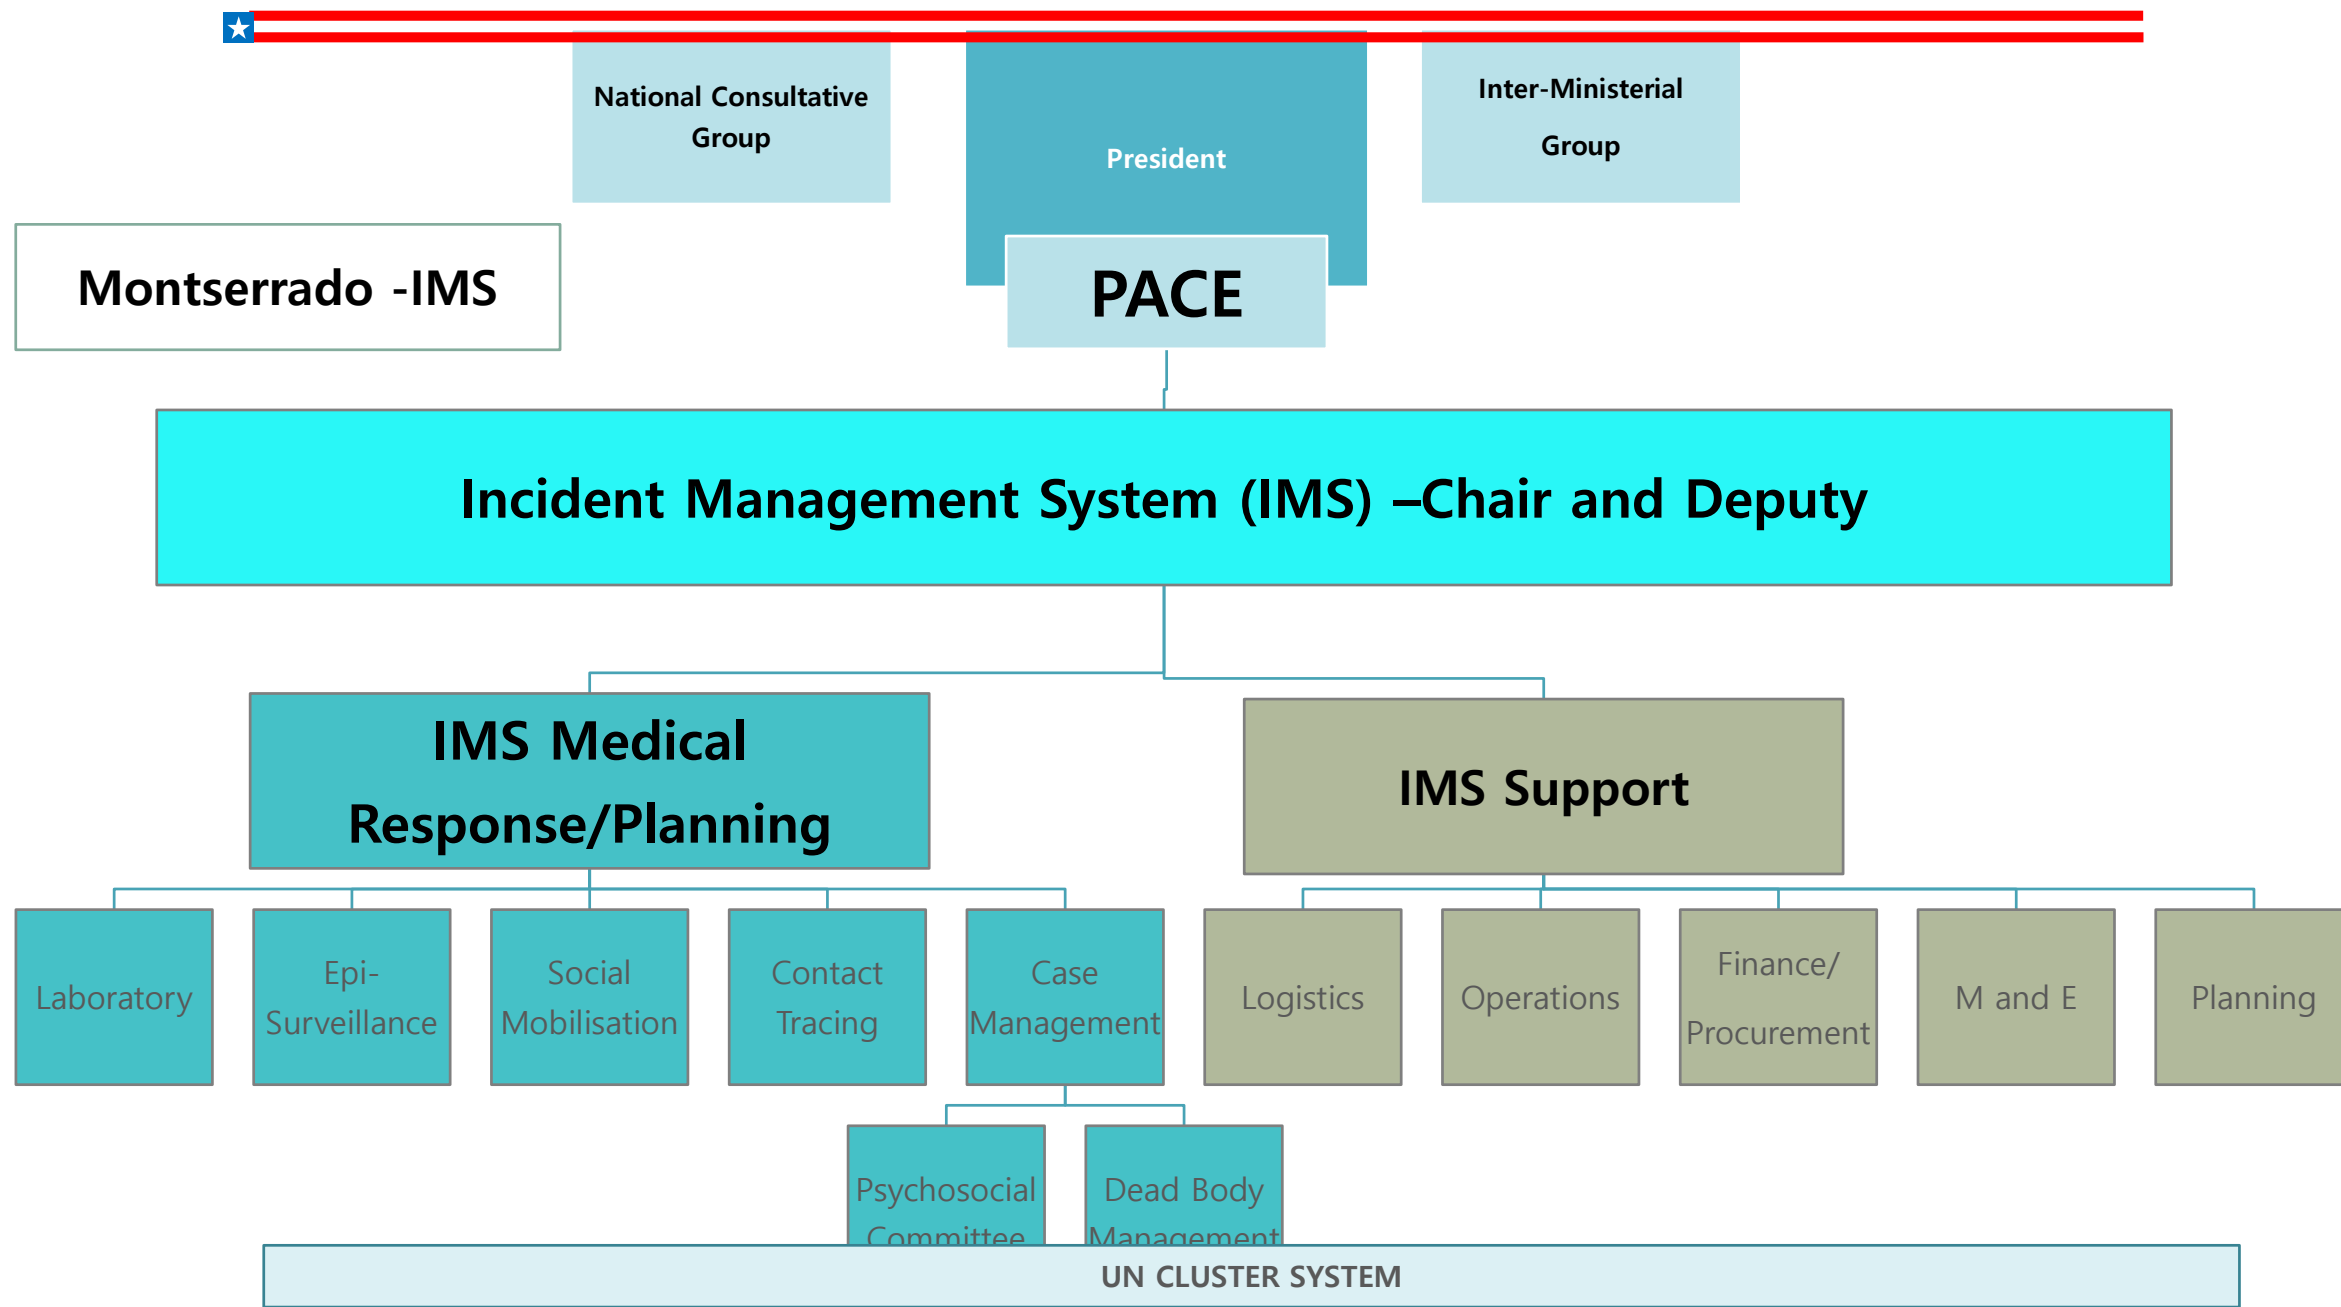 National Consultative
Group
President
Inter-Ministerial
Group
Montserrado -IMS
PACE
Incident Management System (IMS) –Chair and Deputy
IMS Medical
Response/Planning
IMS Support
Laboratory
Epi-
Surveillance
Social
Mobilisation
Contact
Tracing
Case
Management
Logistics
Operations
Finance/
Procurement
M and E
Planning
Psychosocial
Committee
Dead Body
Management
UN CLUSTER SYSTEM